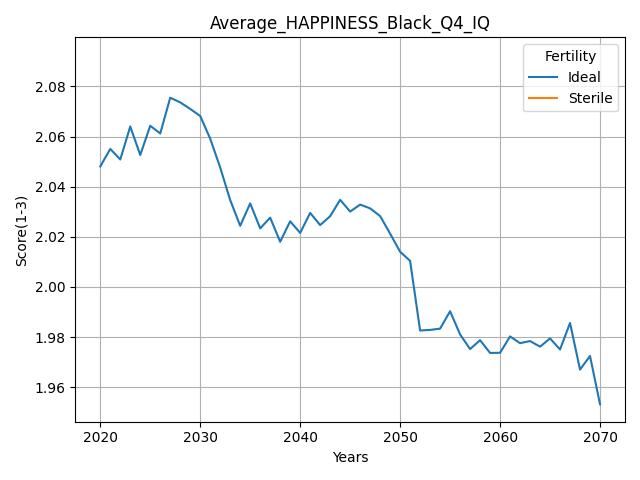 Average_HAPPINESS_Black_Q4_IQ
Fertility
Ideal
Sterile
Score(1-3)
2.08
2.06
2.04
2.02
2.00
1.98
1.96
2020 2030 2040 2050 2060 2070
Years